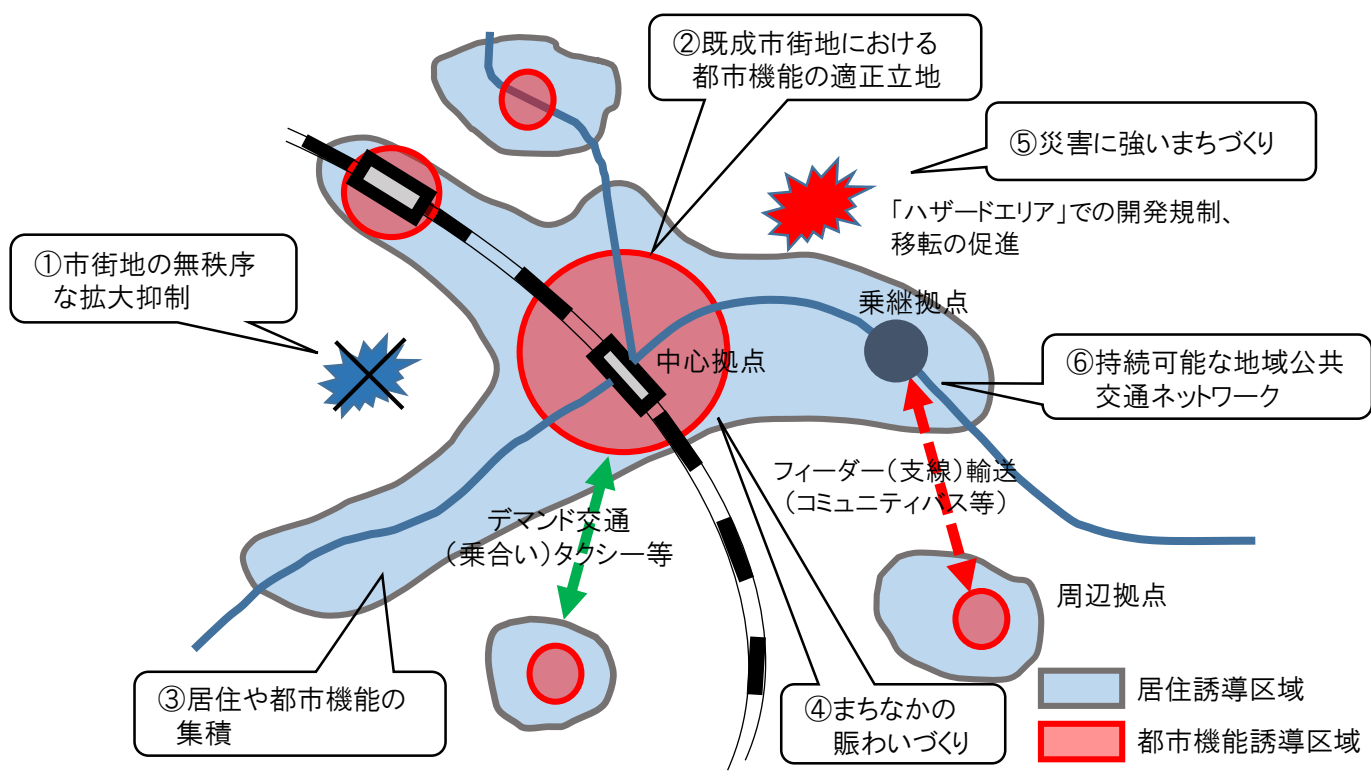 ②既成市街地における
都市機能の適正立地
⑤災害に強いまちづくり
「ハザードエリア」での開発規制、
移転の促進
①市街地の無秩序
な拡大抑制
乗継拠点
中心拠点
⑥持続可能な地域公共
交通ネットワーク
フィーダー(支線)輸送
(コミュニティバス等)
デマンド交通
(乗合い)タクシー等
周辺拠点
③居住や都市機能の
集積
④まちなかの
賑わいづくり
居住誘導区域
都市機能誘導区域